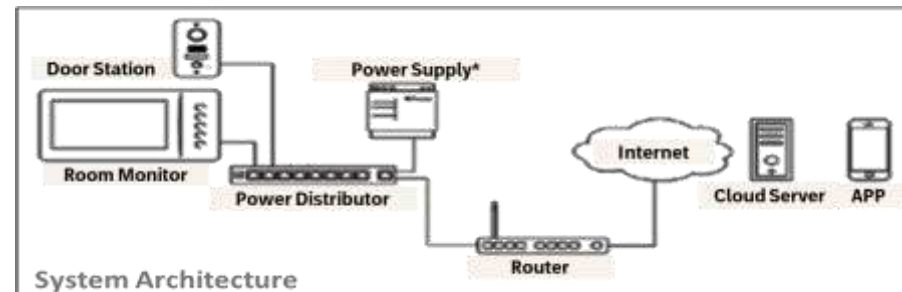 Door Station
Power Supply*
Room Monitor
Internet
Power Distributor
Cloud Server
APP
Router
System Architecture